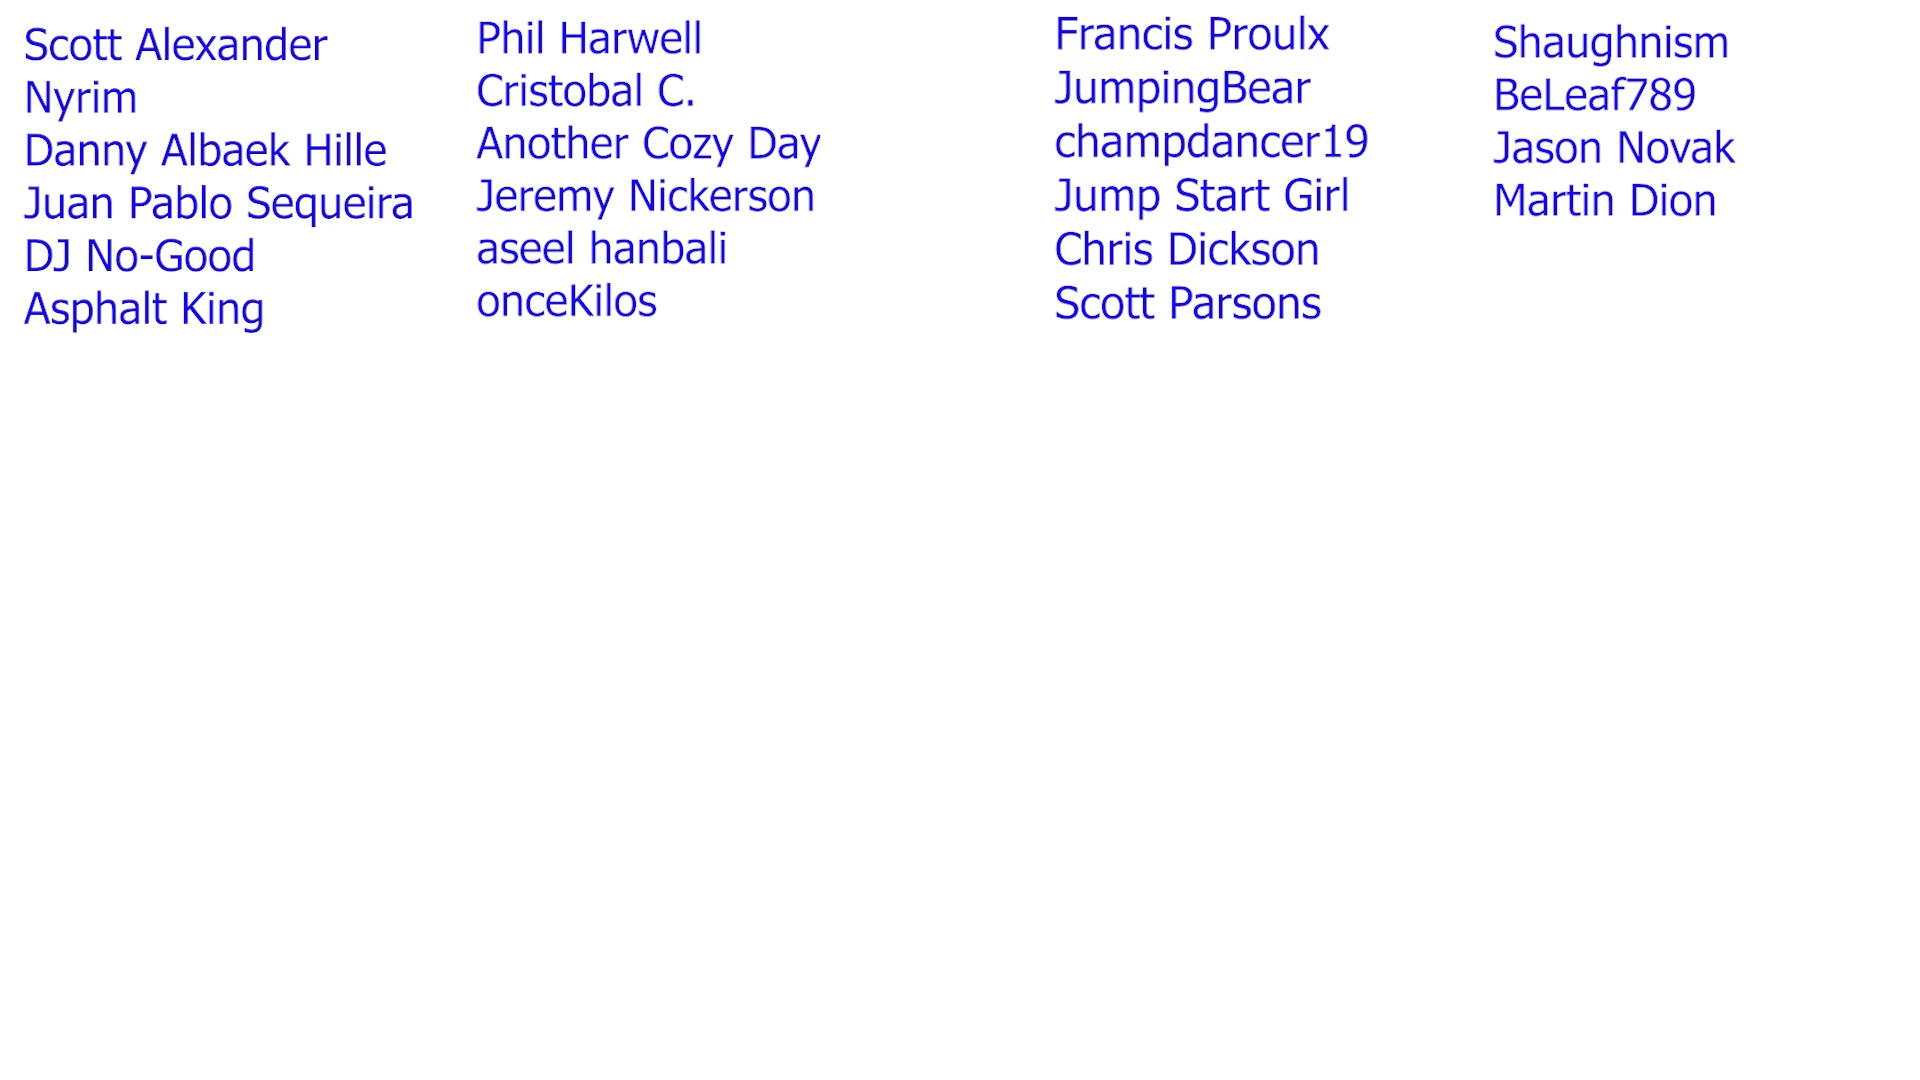 Scott Alexander
Nyrim
Danny Albaek Hille
Juan Pablo Sequeira
DJ No-Good
Asphalt King
Phil Harwell
Cristobal C.
Another Cozy Day
Jeremy Nickerson
aseel hanbali
onceKilos
Francis Proulx
JumpingBear
champdancer19
Jump Start Girl
Chris Dickson
Scott Parsons
Shaughnism
BeLeaf789
Jason Novak
Martin Dion